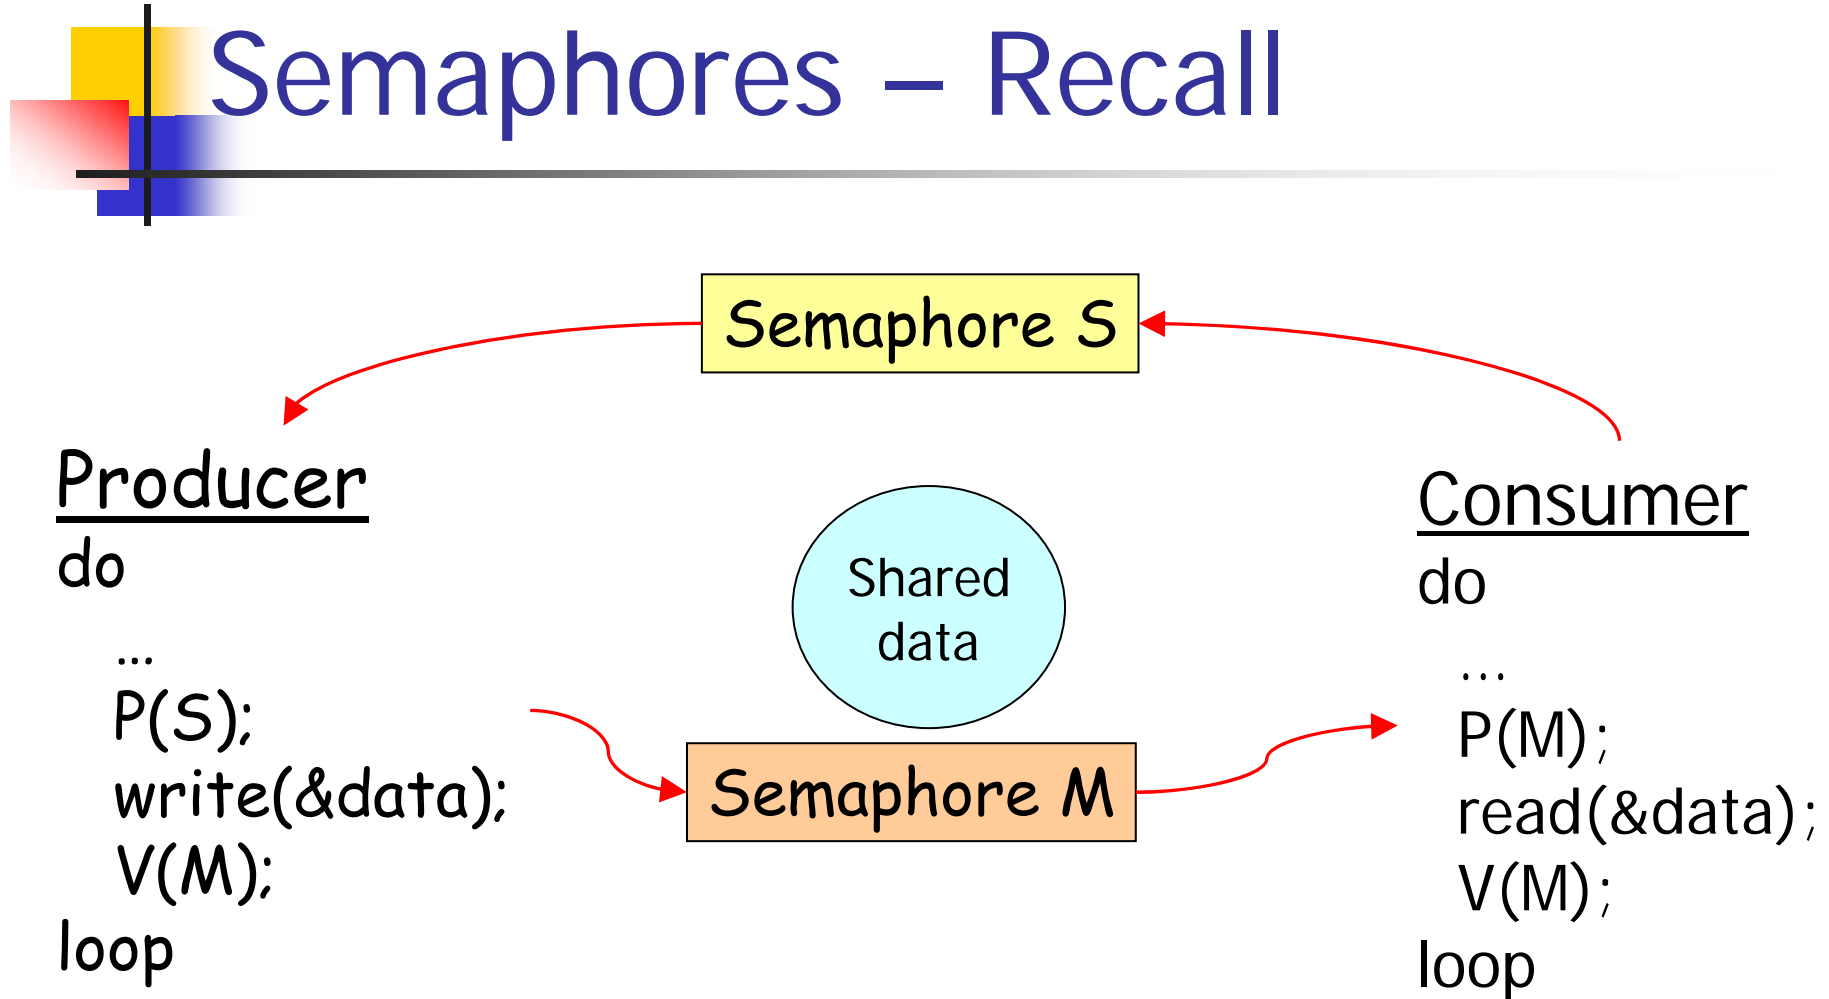 Semaphores – Recall
Semaphore S
Producer
do
...
P(S);
write(&data);
V(M);
loop
Shared
data
Semaphore M
Consumer
do
...
P(M);
read(&data);
V(M);
loop